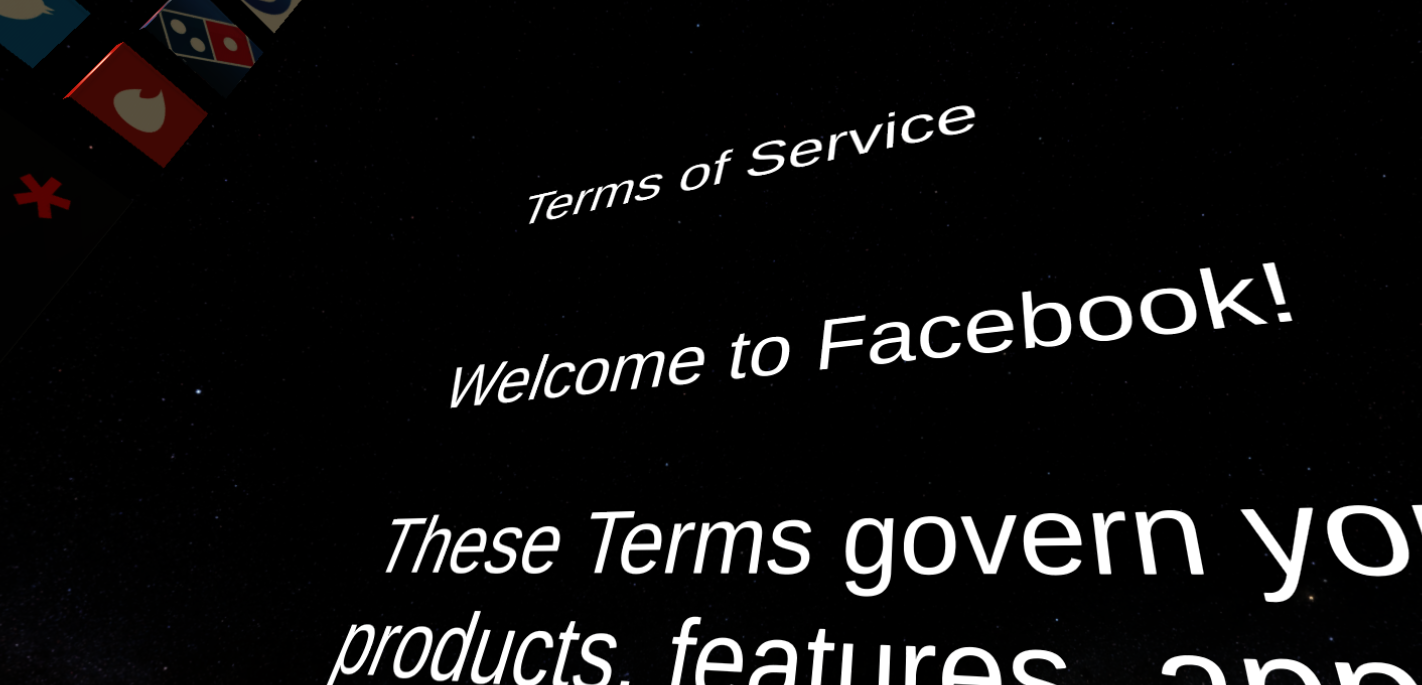 Terms of Service
Welcome to Facebook!
These Terms govern
products, features,